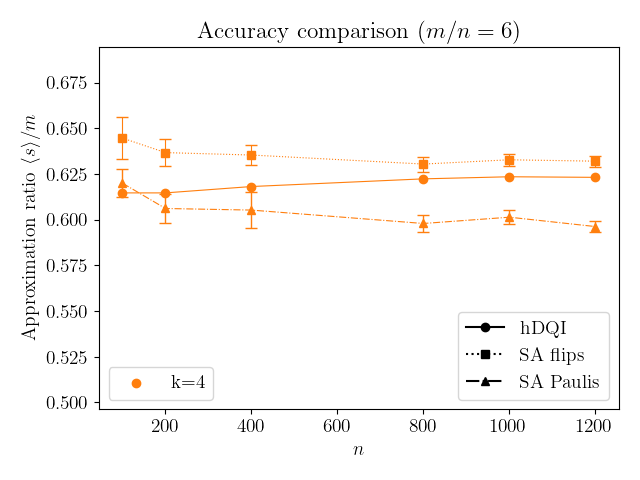 Accuracy comparison (m/n = 6)
Approximation ratio ⟨s⟩/m
0.675
0.650
0.625
0.600
0.575
0.550
0.525
0.500
hDQI
SA flips
SA Paulis
k=4
200 400 600 800 1000 1200
n